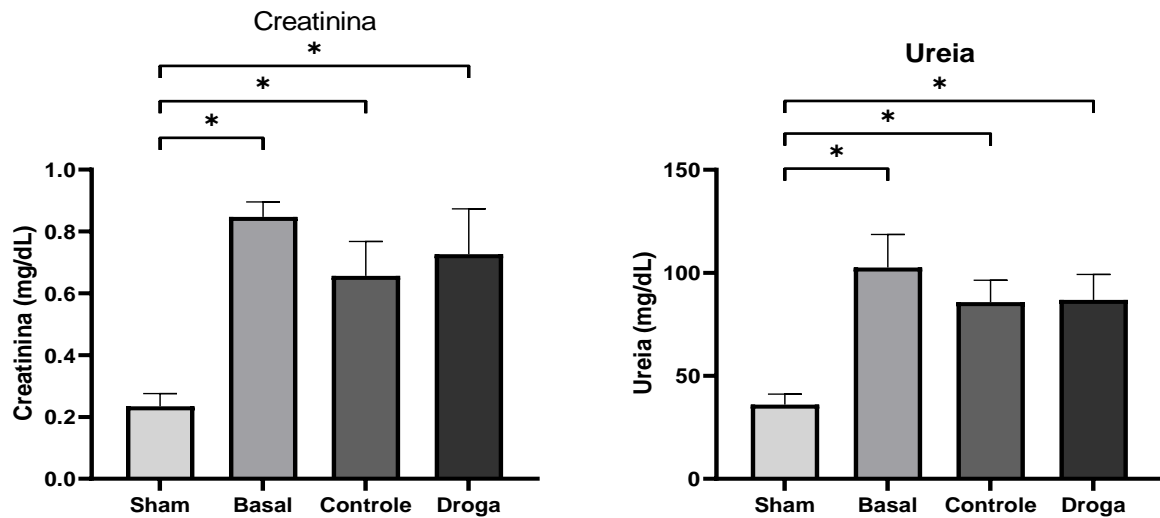 Creatinina
*
*
*
Creatinina (mg/dL)
1.0
0.8
0.6
0.4
0.2
0.0
Sham Basal Controle Droga
Ureia
*
*
*
Ureia (mg/dL)
150
100
50
0
Sham Basal Controle Droga